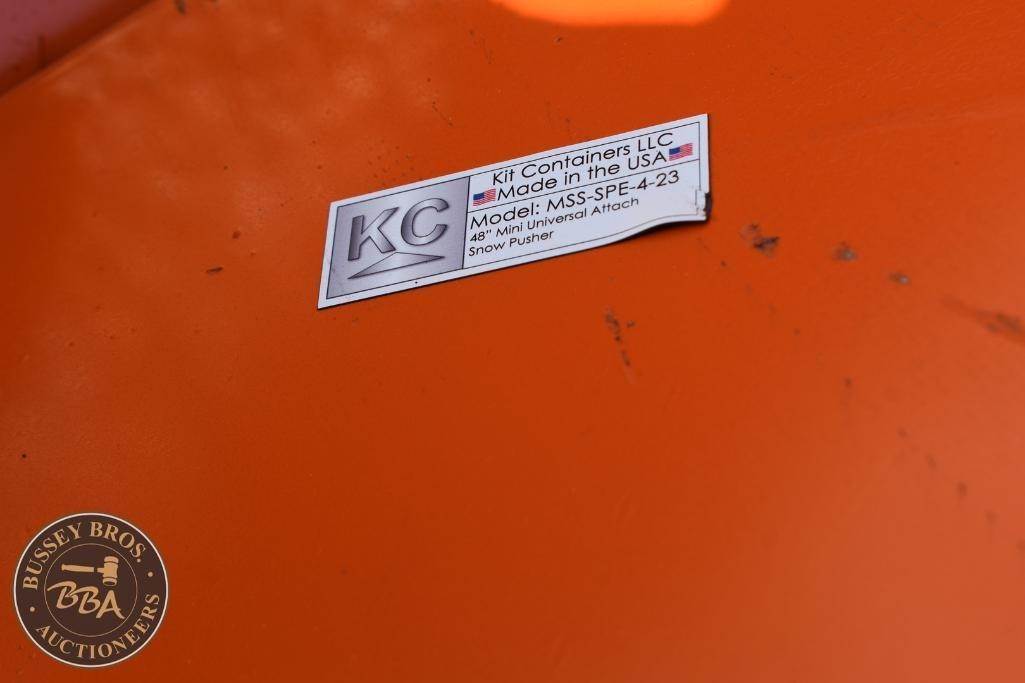 KC
Kit Containers LLC
Made in the USA
Model: MSS-SPE-4-23
48" Mini Universal Attach
Snow Pusher
BUSSEY BROS.
BBA
AUCTIONEERS